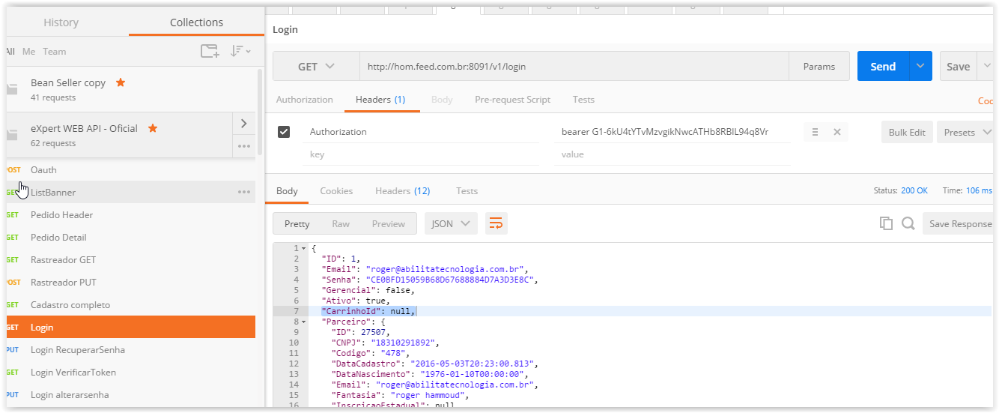 History
Collections
All Me Team
Bean Seller copy
41 requests
eXpert WEB API - Oficial
62 requests
POST Oauth
GET ListBanner
GET Pedido Header
GET Pedido Detail
GET Rastreador GET
POST Rastreador PUT
GET Cadastro completo
GET Login
PUT Login RecuperarSenha
GET Login VerificarToken
PUT Login alterarsenha
Login
GET http://hom.feed.com.br:8091/v1/login Params Send Save
Authorization Headers (1) Body Pre-request Script Tests
Authorization bearer G1-6kU4tYTvMzvgikNwcATHb8RBIL94q8Vr Bulk Edit Presets
key value
Body Cookies Headers (12) Tests Status: 200 OK Time: 106 ms
Pretty Raw Preview JSON Save Response
1 {
2 "ID": 1,
3 "Email": "roger@abilitatecnologia.com.br",
4 "Senha": "CE0BFD15059B68D67688884D7A3D3E8C",
5 "Gerencial": false,
6 "Ativo": true,
7 "CarrinhoId": null,
8 "Parceiro": {
9 "ID": 27507,
10 "CNPJ": "18310291892",
11 "Codigo": "478",
12 "DataCadastro": "2016-05-03T20:23:00.813",
13 "DataNascimento": "1976-01-10T00:00:00",
14 "Email": "roger@abilitatecnologia.com.br",
15 "Fantasia": "roger hammoud",
16 "InscricaoEstadual": null